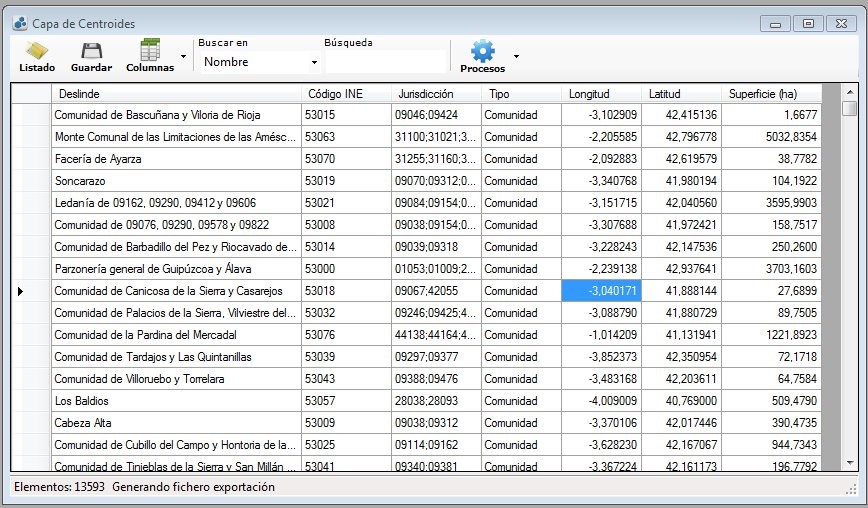 Capa de Centroides
Listado Guardar Columnas Buscar en Nombre Búsqueda Procesos
Deslinde Código INE Jurisdicción Tipo Longitud Latitud Superficie (ha)
Comunidad de Bascuñana y Viloria de Rioja 53015 09046;09424 Comunidad -3,102909 42,415136 1,6677
Monte Comunal de las Limitaciones de las Amésc... 53063 31100;31021;3... Comunidad -2,205585 42,796778 5032,8354
Facería de Ayarza 53070 31255;31160;3... Comunidad -2,092883 42,619579 38,7782
Soncarazo 53019 09070;09312;0... Comunidad -3,340768 41,980194 104,1922
Ledanía de 09162, 09290, 09412 y 09606 53021 09084;09154;0... Comunidad -3,151715 42,040560 3595,9903
Comunidad de 09076, 09290, 09578 y 09822 53008 09038;09154;0... Comunidad -3,307688 41,972421 158,7517
Comunidad de Barbadillo del Pez y Riocavado de... 53014 09039;09318 Comunidad -3,228243 42,147536 250,2600
Parzonería general de Guipúzcoa y Álava 53000 01053;01009;2... Comunidad -2,239138 42,937641 3703,1603
Comunidad de Canicosa de la Sierra y Casarejos 53018 09067;42055 Comunidad -3,040171 41,888144 27,6899
Comunidad de Palacios de la Sierra, Vilviestre del... 53032 09246;09425;4... Comunidad -3,088790 41,880729 89,7505
Comunidad de la Pardina del Mercadal 53076 44138;44164;4... Comunidad -1,014209 41,131941 1221,8923
Comunidad de Tardajos y Las Quintanillas 53039 09297;09377 Comunidad -3,852373 42,350954 72,1718
Comunidad de Villoruebo y Torrelara 53043 09388;09476 Comunidad -3,483168 42,203611 64,7584
Los Baldios 53057 28038;28093 Comunidad -4,009009 40,769000 509,4790
Cabeza Alta 53009 09038;09312 Comunidad -3,370106 42,017446 390,4735
Comunidad de Cubillo del Campo y Hontoria de la... 53025 09114;09162 Comunidad -3,628230 42,167067 944,7343
Comunidad de Tinieblas de la Sierra y San Millán ... 53041 09340;09381 Comunidad -3,367224 42,161173 196,7792
Elementos: 13593 Generando fichero exportación